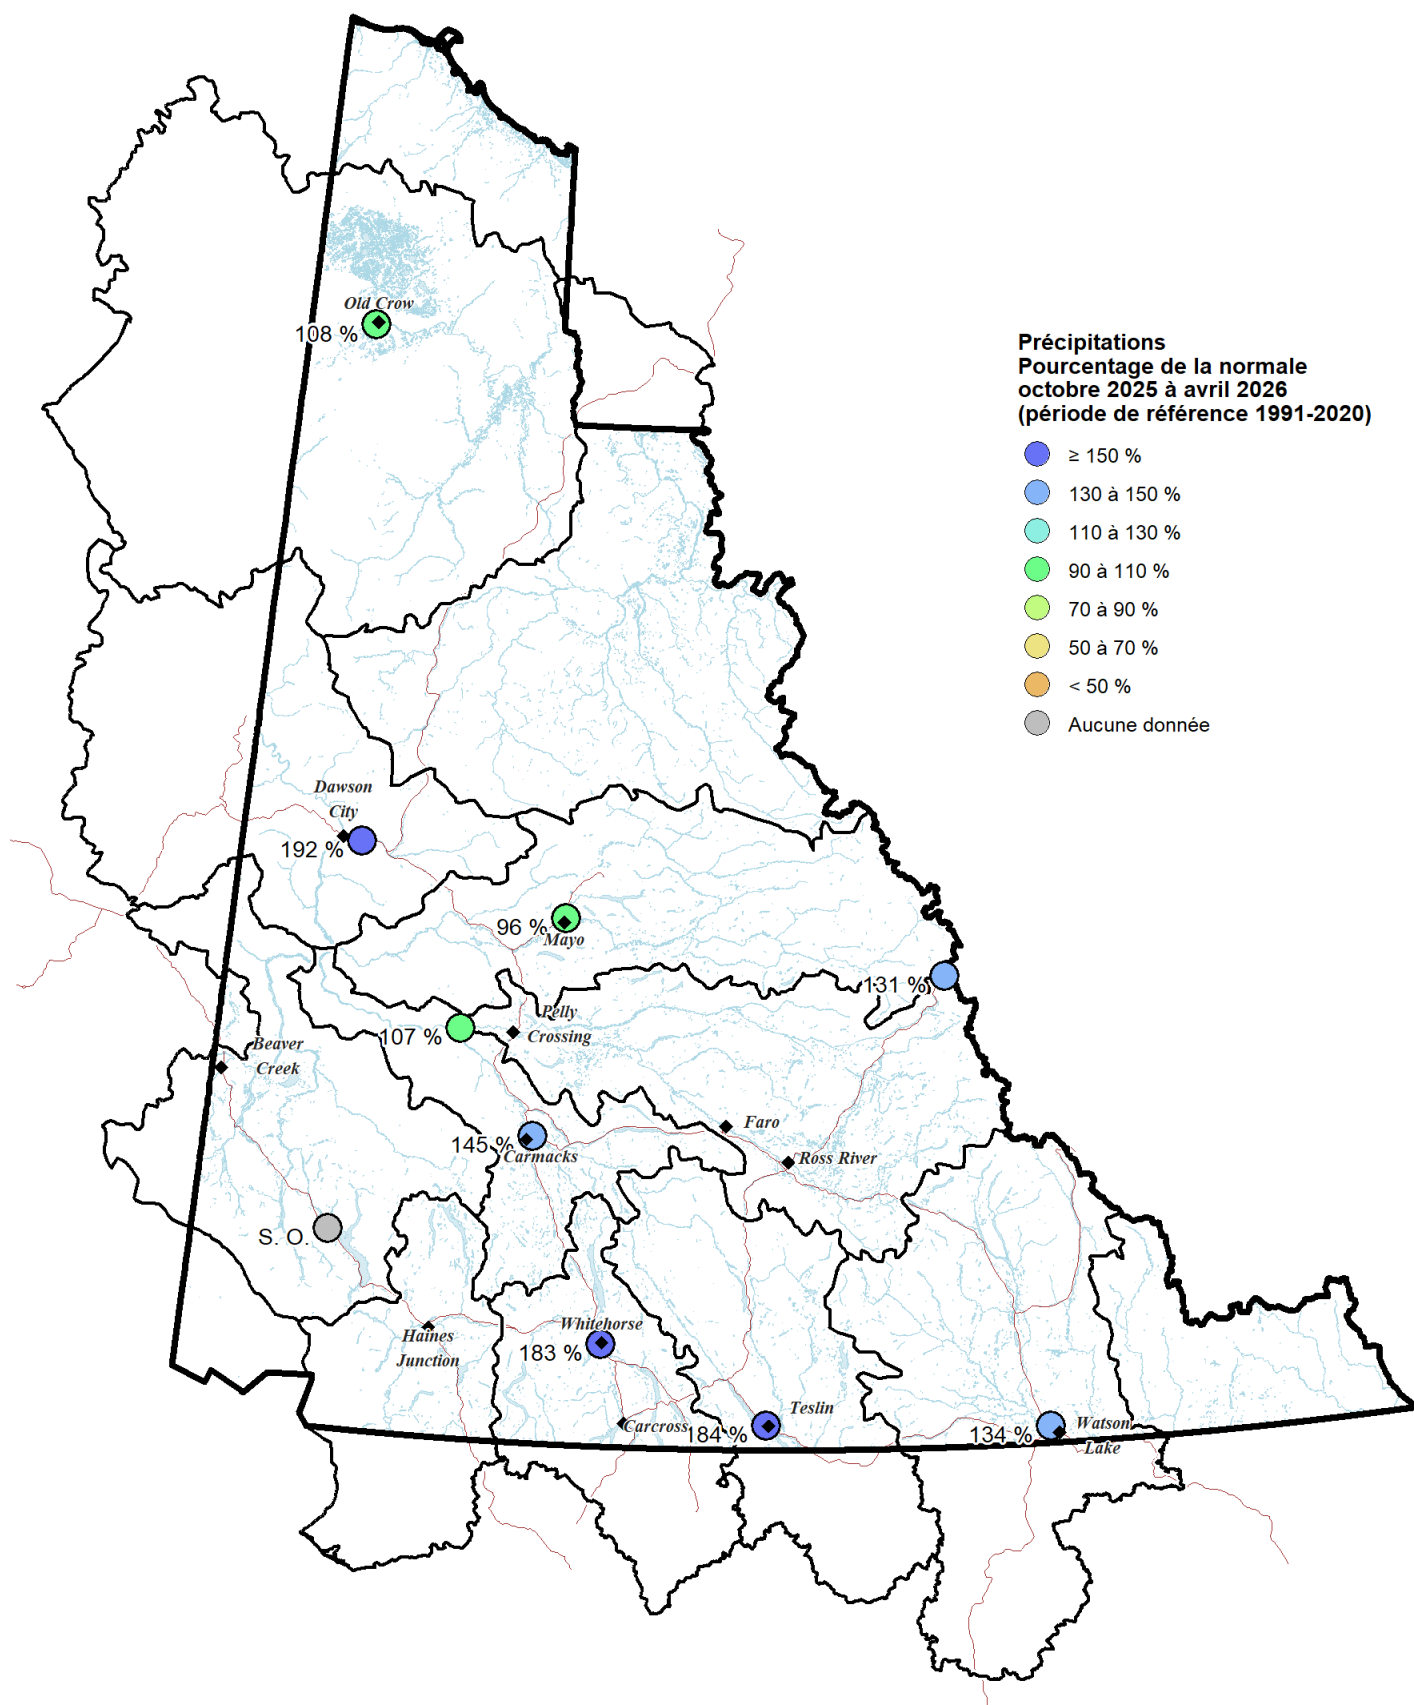 Old Crow
108 %
Précipitations
Pourcentage de la normale
octobre 2025 à avril 2026
(période de référence 1991-2020)
≥ 150 %
130 à 150 %
110 à 130 %
90 à 110 %
70 à 90 %
50 à 70 %
< 50 %
Aucune donnée
Dawson
City
192 %
96 %
Mayo
131 %
Pelly
Crossing
107 %
Beaver
Creek
Faro
145 %
Carmacks
Ross River
S. O.
Haines
Junction
Whitehorse
183 %
Teslin
Carcross
184 %
134 %
Watson
Lake